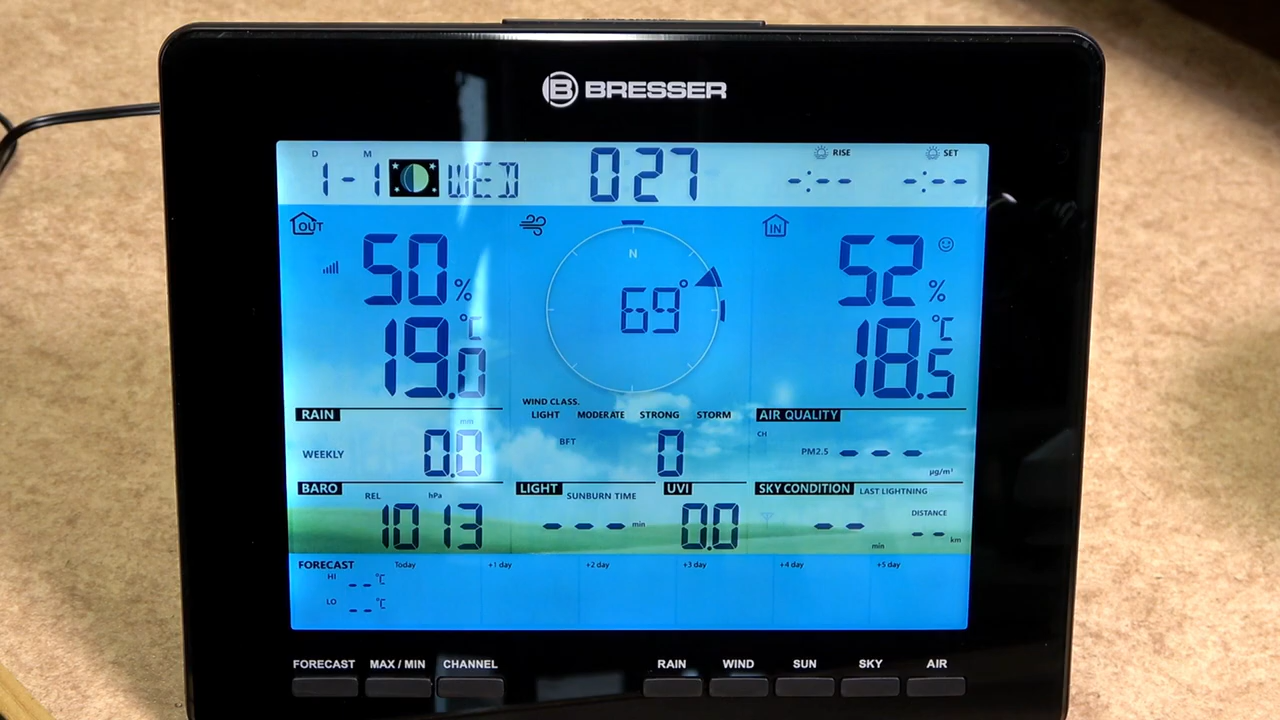 BRESSER
D M RISE SET
1-1 WED 027 -:-- -:--
OUT IN
50% N 52%
19.0°C 69° 18.5°C
WIND CLASS.
RAIN LIGHT MODERATE STRONG STORM AIR QUALITY
mm CH
WEEKLY 0.0 BFT 0 PM2.5 ---
µg/m³
BARO LIGHT SUNBURN TIME UVI SKY CONDITION LAST LIGHTNING
REL hPa DISTANCE
1013 --- min 0.0 -- min -- km
FORECAST Today +1 day +2 day +3 day +4 day +5 day
HI --°C
LO --°C
FORECAST MAX / MIN CHANNEL RAIN WIND SUN SKY AIR